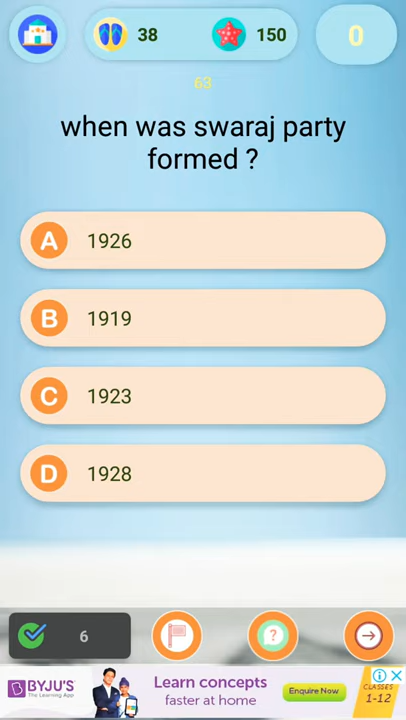 38
150
0
63
when was swaraj party
formed ?
A 1926
B 1919
C 1923
D 1928
6
?
BYJU'S
The Learning App
Learn concepts
faster at home
Enquire Now
CLASSES
1-12